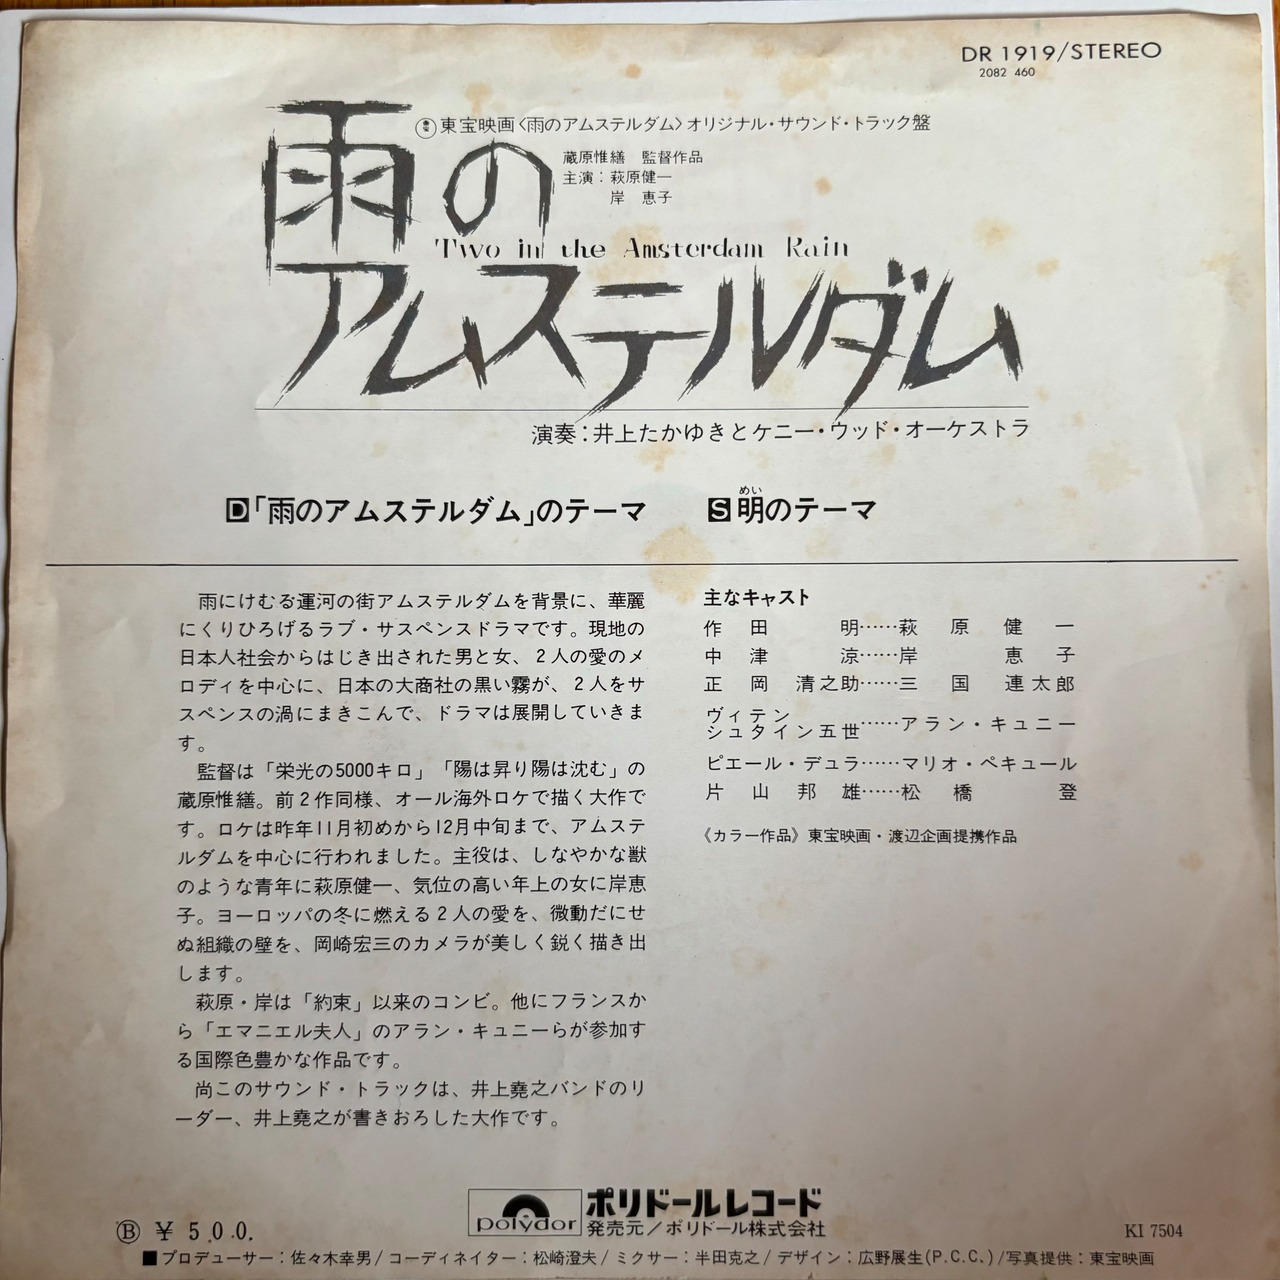 DR 1919/STEREO
2082 460
東宝 東宝映画〈雨のアムステルダム〉オリジナル・サウンド・トラック盤
蔵原惟繕 監督作品
主演：萩原健一
岸 恵子
雨の
Two in the Amsterdam Rain
アムステルダム
演奏：井上たかゆきとケニー・ウッド・オーケストラ
D「雨のアムステルダム」のテーマ
めい
S 明のテーマ
雨にけむる運河の街アムステルダムを背景に、華麗
にくりひろげるラブ・サスペンスドラマです。現地の
日本人社会からはじき出された男と女、2人の愛のメ
ロディを中心に、日本の大商社の黒い霧が、2人をサ
スペンスの渦にまきこんで、ドラマは展開していきま
す。
監督は「栄光の5000キロ」「陽は昇り陽は沈む」の
蔵原惟繕。前2作同様、オール海外ロケで描く大作で
す。ロケは昨年11月初めから12月中旬まで、アムステ
ルダムを中心に行われました。主役は、しなやかな獣
のような青年に萩原健一、気位の高い年上の女に岸恵
子。ヨーロッパの冬に燃える2人の愛を、微動だにせ
ぬ組織の壁を、岡崎宏三のカメラが美しく鋭く描き出
します。
萩原・岸は「約束」以来のコンビ。他にフランスか
ら「エマニエル夫人」のアラン・キュニーらが参加す
る国際色豊かな作品です。
尚このサウンド・トラックは、井上堯之バンドのリ
ーダー、井上堯之が書きおろした大作です。
主なキャスト
作田 明……萩原健一
中津 涼……岸 恵子
正岡清之助……三国連太郎
ヴィテン
シュタイン五世……アラン・キュニー
ピエール・デュラ……マリオ・ペキュール
片山邦雄……松橋 登
《カラー作品》東宝映画・渡辺企画提携作品
polydor ポリドールレコード
発売元／ポリドール株式会社
Ⓑ ￥500.
KI 7504
■プロデューサー：佐々木幸男/コーディネイター：松崎澄夫/ミクサー：半田克之/デザイン：広野展生(P.C.C.)/写真提供：東宝映画